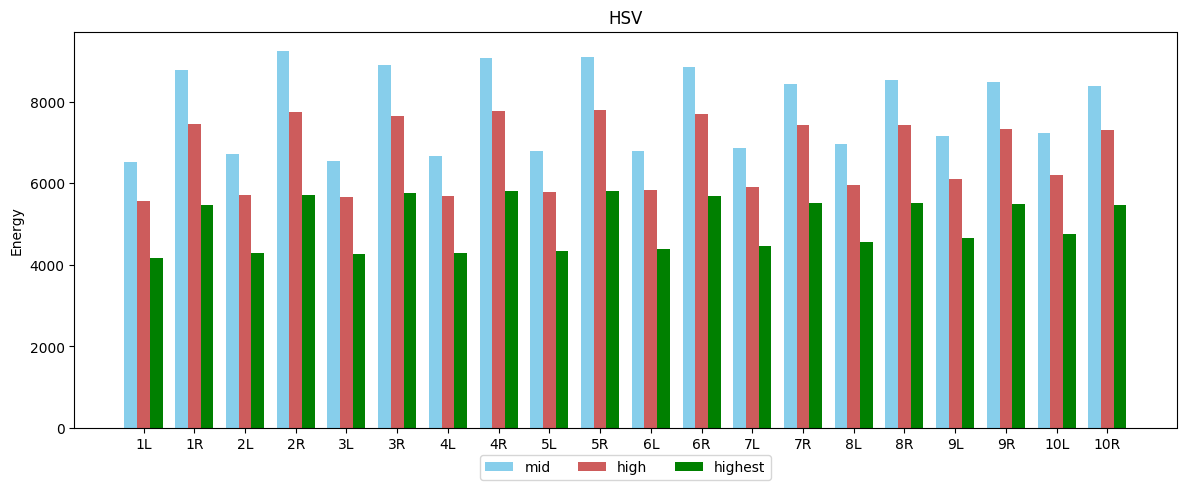 HSV
Energy
8000
6000
4000
2000
0
1L 1R 2L 2R 3L 3R 4L 4R 5L 5R 6L 6R 7L 7R 8L 8R 9L 9R 10L 10R
mid high highest